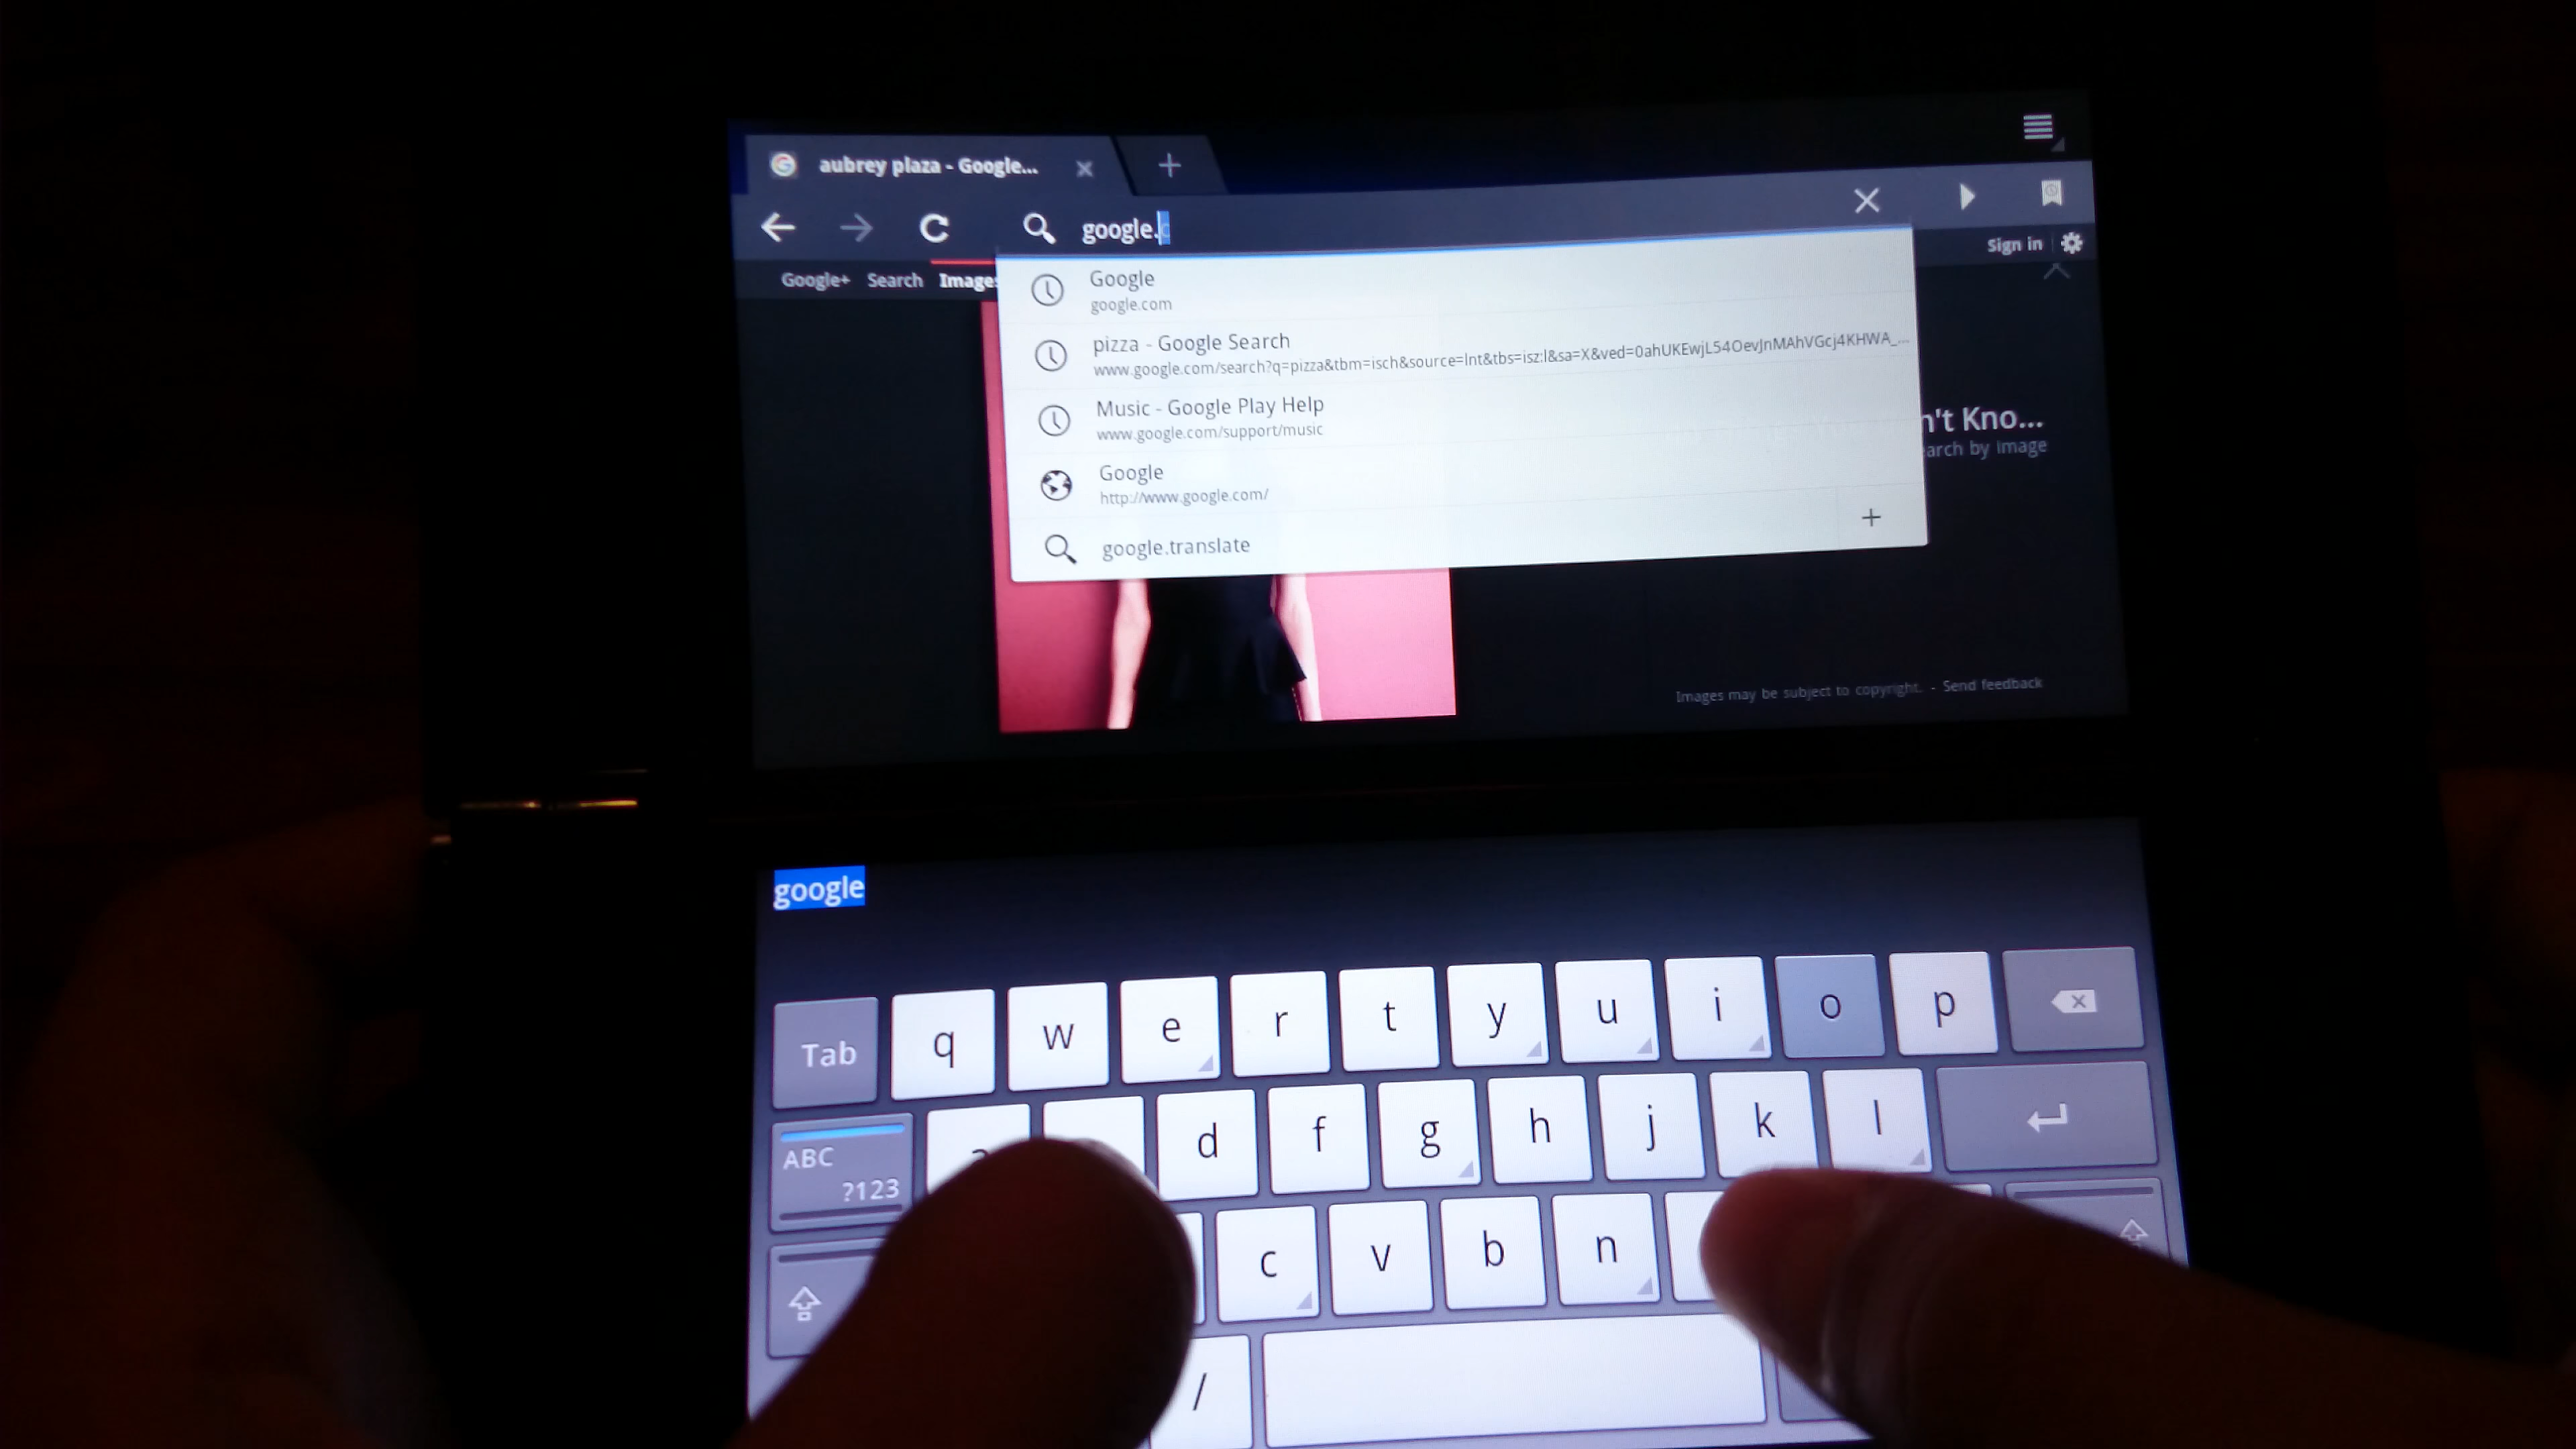 aubrey plaza - Google...
google.c
Sign in
Google+ Search Images
Google
google.com
pizza - Google Search
www.google.com/search?q=pizza&tbm=isch&source=lnt&tbs=isz:l&sa=X&ved=0ahUKEwjL54OevJnMAhVGcj4KHWA_...
Music - Google Play Help
www.google.com/support/music
Google
http://www.google.com/
google.translate
n't Kno...
arch by image
Images may be subject to copyright. - Send feedback
google
Tab q w e r t y u i o p
ABC ?123 d f g h j k l
c v b n
/